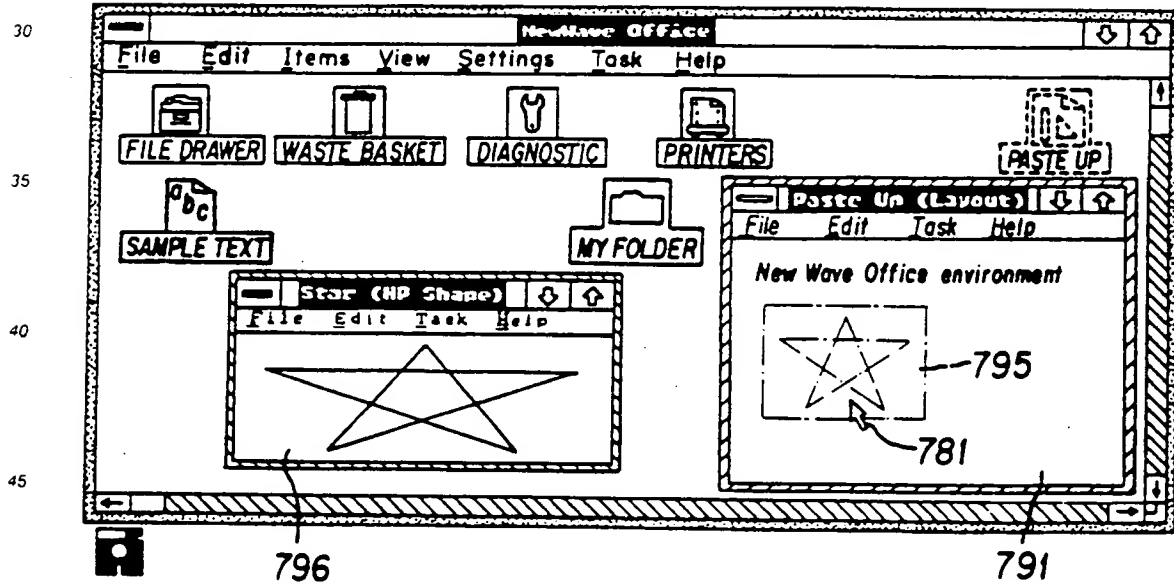 30
NewWave Office
File Edit Items View Settings Task Help
FILE DRAWER WASTE BASKET DIAGNOSTIC PRINTERS PASTE UP
35
abc
SAMPLE TEXT MY FOLDER
Paste Up (Layout)
File Edit Task Help
New Wave Office environment
Star (HP Shape)
File Edit Task Help
40
795
781
45
796 791